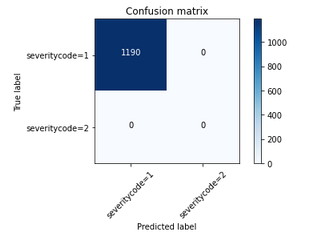 Confusion matrix
severitycode=1
severitycode=2
True label
1190
0
0
0
severitycode=1
severitycode=2
Predicted label
1000
800
600
400
200
0